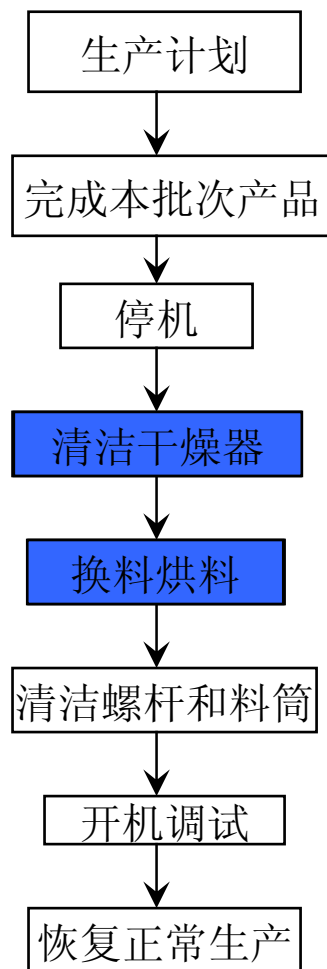 生产计划
完成本批次产品
停机
清洁干燥器
换料烘料
清洁螺杆和料筒
开机调试
恢复正常生产